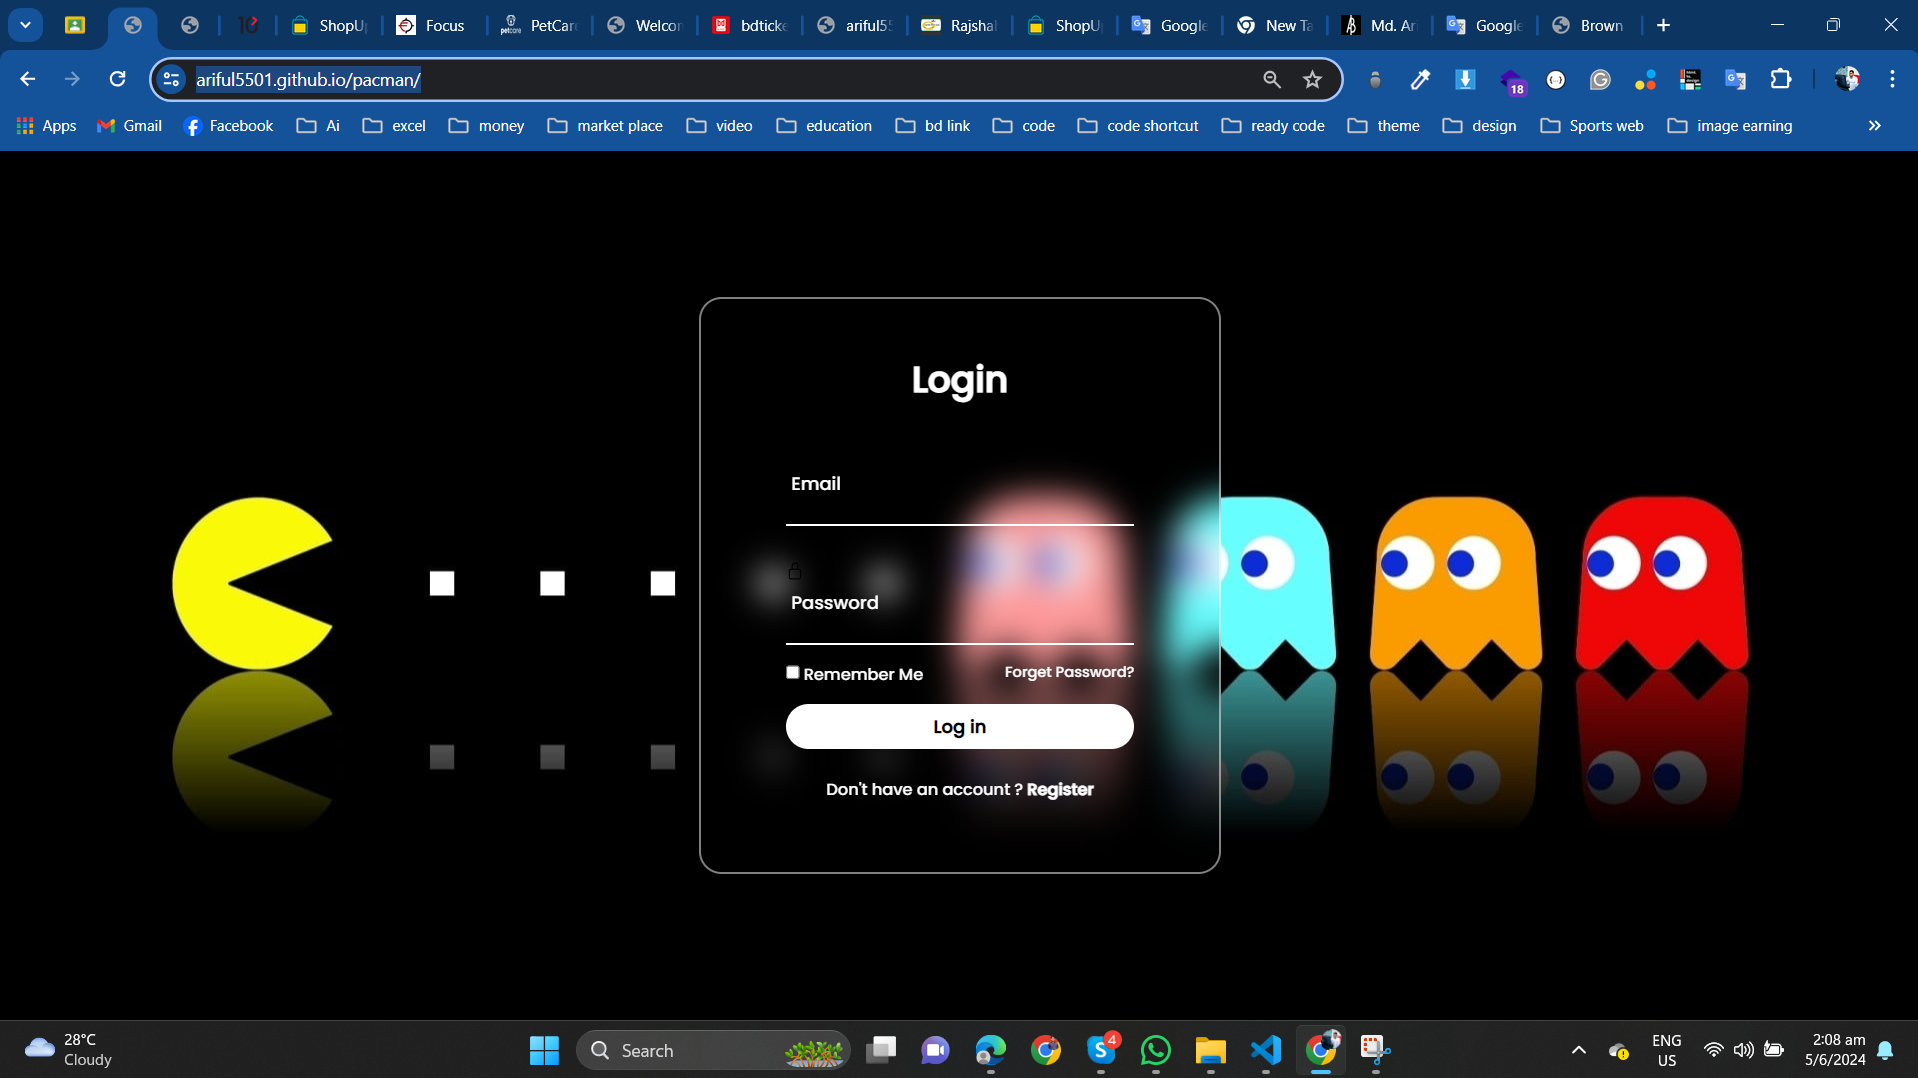 ShopU
Focus
PetCar
Welcon
bdticke
ariful55
Rajshal
ShopU
Google
New Ta
Md. Ari
Google
Brown
ariful5501.github.io/pacman/
18
Apps
Gmail
Facebook
Ai
excel
money
market place
video
education
bd link
code
code shortcut
ready code
theme
design
Sports web
image earning
Login
Email
Password
Remember Me
Forget Password?
Log in
Don't have an account ? Register
28°C
Cloudy
Search
4
ENG
US
2:08 am
5/6/2024